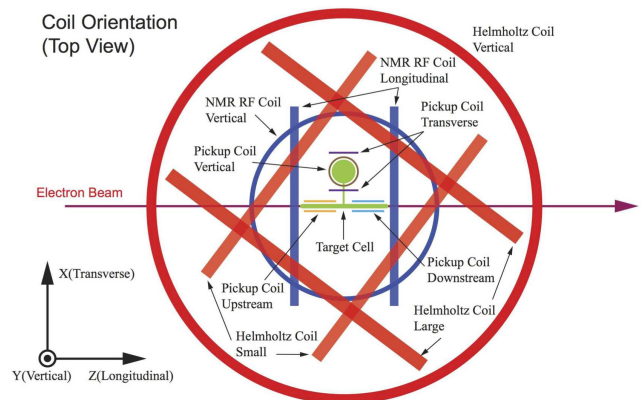 Coil Orientation
(Top View)
Helmholtz Coil
Vertical
NMR RF Coil
Longitudinal
NMR RF Coil
Vertical
Pickup Coil
Transverse
Pickup Coil
Vertical
Electron Beam
Target Cell
Pickup Coil
Downstream
Pickup Coil
Upstream
X(Transverse)
Helmholtz Coil
Large
Helmholtz Coil
Small
Y(Vertical)
Z(Longitudinal)